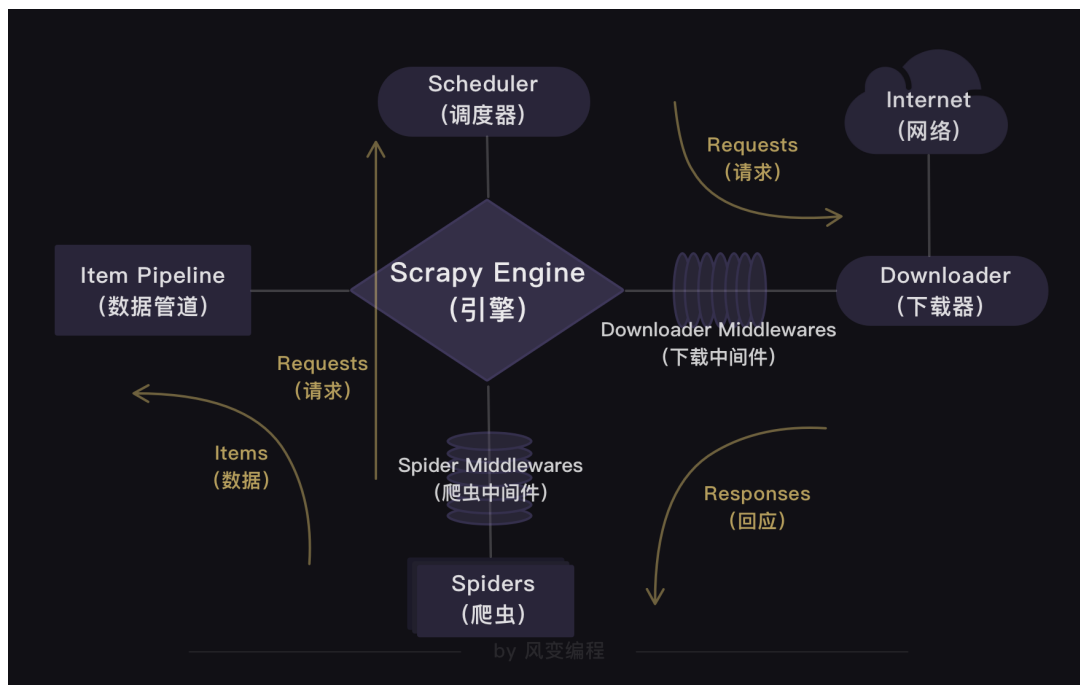 Scheduler
（调度器）
Internet
（网络）
Requests
（请求）
Item Pipeline
（数据管道）
Scrapy Engine
（引擎）
Downloader
（下载器）
Downloader Middlewares
（下载中间件）
Requests
（请求）
Items
（数据）
Spider Middlewares
（爬虫中间件）
Responses
（回应）
Spiders
（爬虫）
by 风变编程